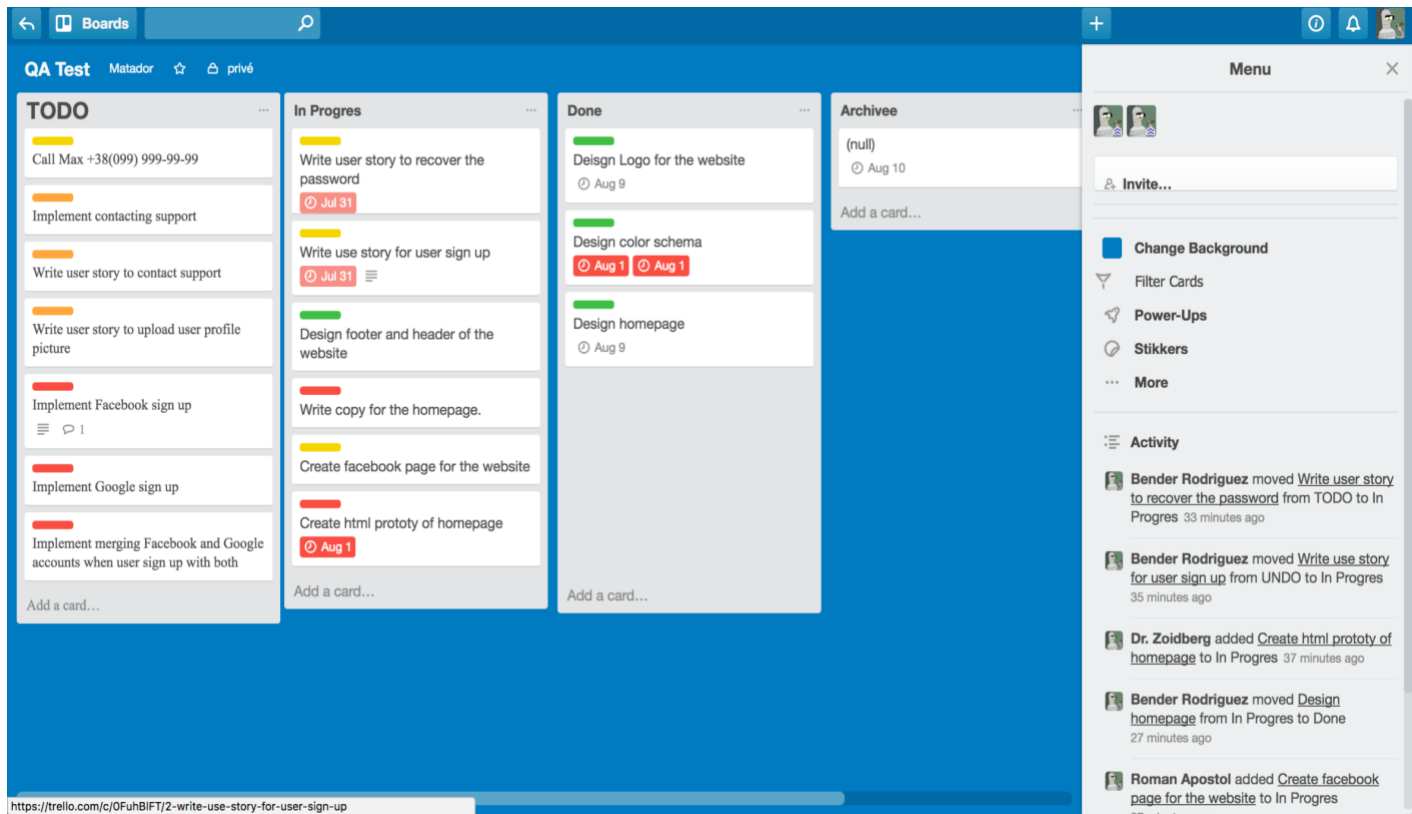 Boards
QA Test Matador privé
TODO
Call Max +38(099) 999-99-99
Implement contacting support
Write user story to contact support
Write user story to upload user profile
picture
Implement Facebook sign up
1
Implement Google sign up
Implement merging Facebook and Google
accounts when user sign up with both
Add a card...
In Progres
Write user story to recover the
password
Jul 31
Write use story for user sign up
Jul 31
Design footer and header of the
website
Write copy for the homepage.
Create facebook page for the website
Create html prototy of homepage
Aug 1
Add a card...
Done
Deisgn Logo for the website
Aug 9
Design color schema
Aug 1 Aug 1
Design homepage
Aug 9
Add a card...
Archivee
(null)
Aug 10
Add a card...
Menu
Invite...
Change Background
Filter Cards
Power-Ups
Stikkers
More
Activity
Bender Rodriguez moved Write user story
to recover the password from TODO to In
Progres 33 minutes ago
Bender Rodriguez moved Write use story
for user sign up from UNDO to In Progres
35 minutes ago
Dr. Zoidberg added Create html prototy of
homepage to In Progres 37 minutes ago
Bender Rodriguez moved Design
homepage from In Progres to Done
27 minutes ago
Roman Apostol added Create facebook
page for the website to In Progres
https://trello.com/c/0FuhBIFT/2-write-use-story-for-user-sign-up